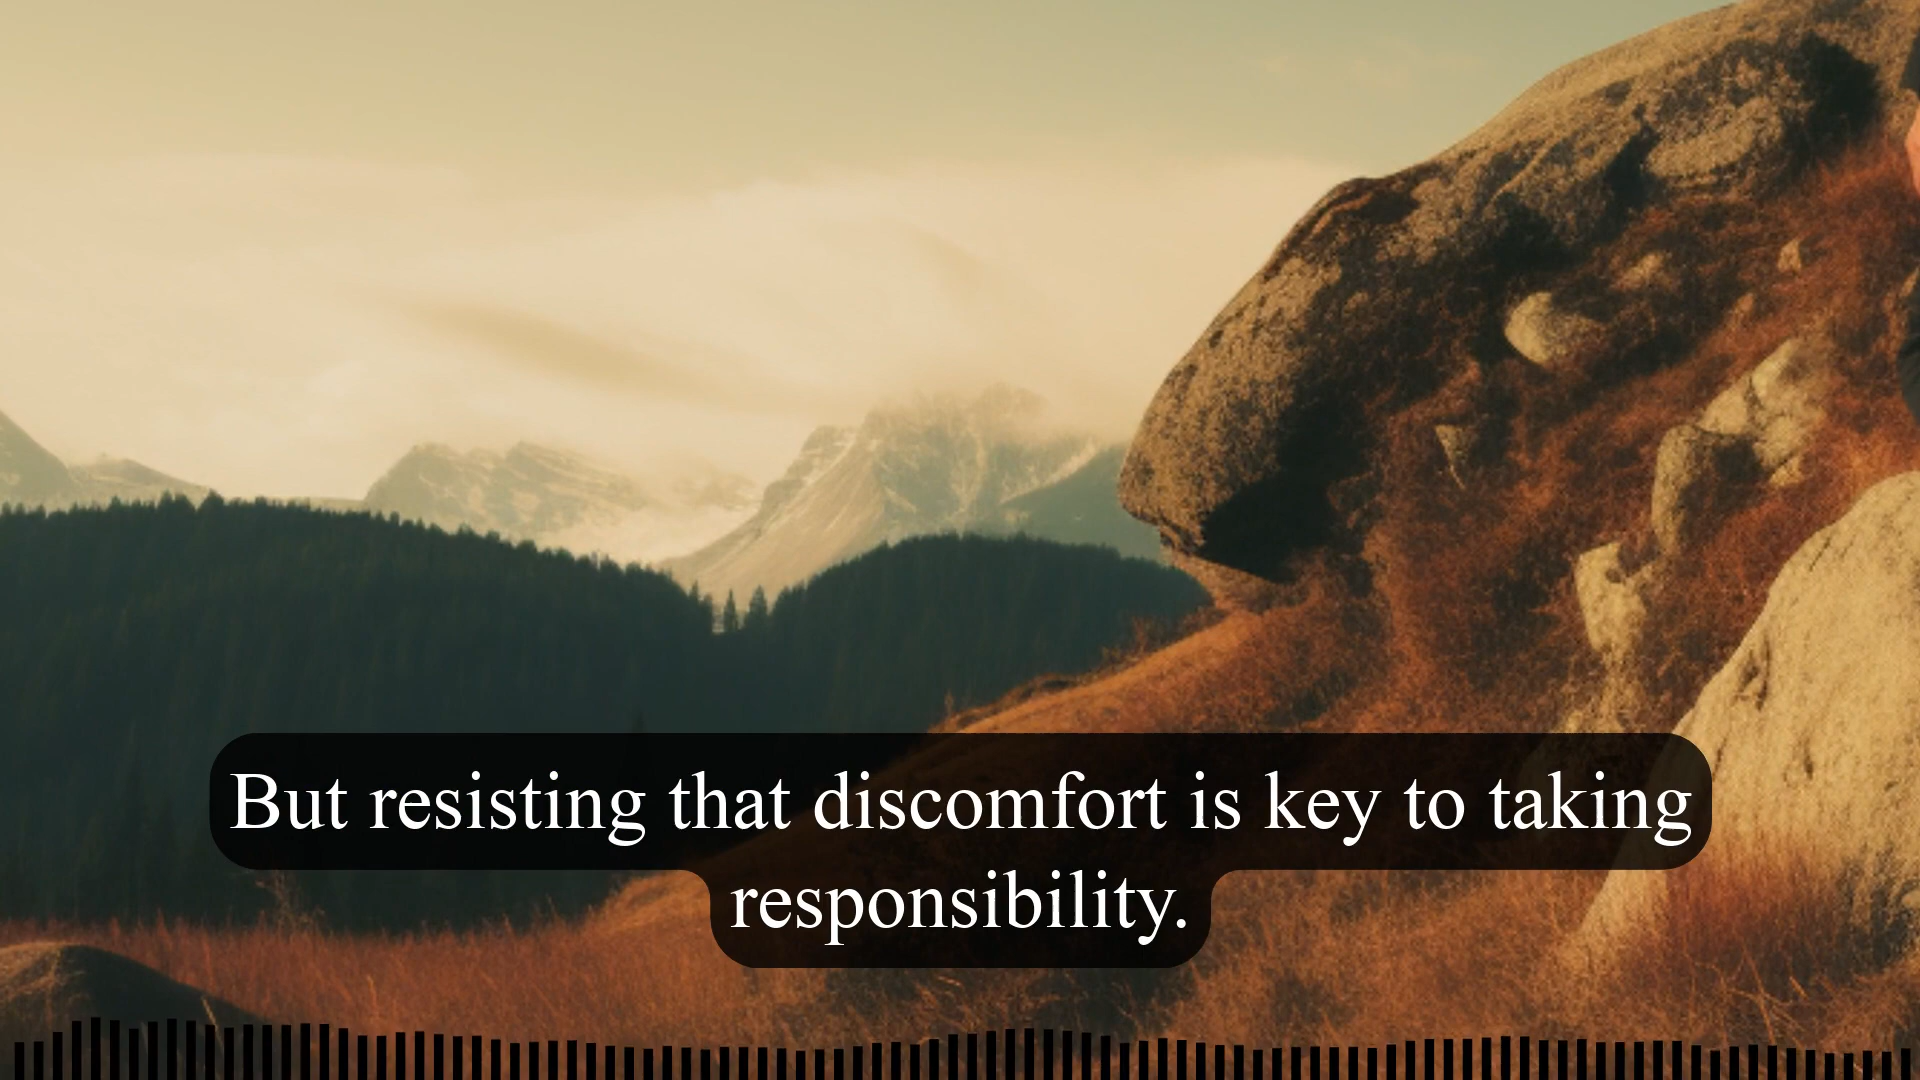 But resisting that discomfort is key to taking
responsibility.